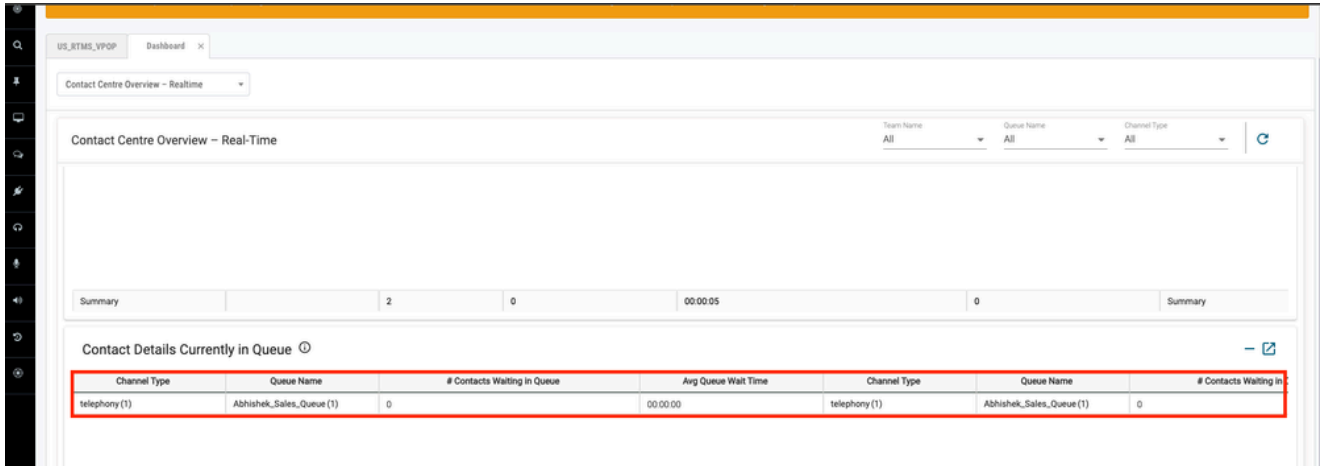 US_RTMS_VPOP Dashboard ×
Contact Centre Overview – Realtime
Contact Centre Overview – Real-Time
Team Name
All
Queue Name
All
Channel Type
All
Summary 2 0 00:00:05 0 Summary
Contact Details Currently in Queue
Channel Type Queue Name # Contacts Waiting in Queue Avg Queue Wait Time Channel Type Queue Name # Contacts Waiting in
telephony (1) Abhishek_Sales_Queue (1) 0 00:00:00 telephony (1) Abhishek_Sales_Queue (1) 0